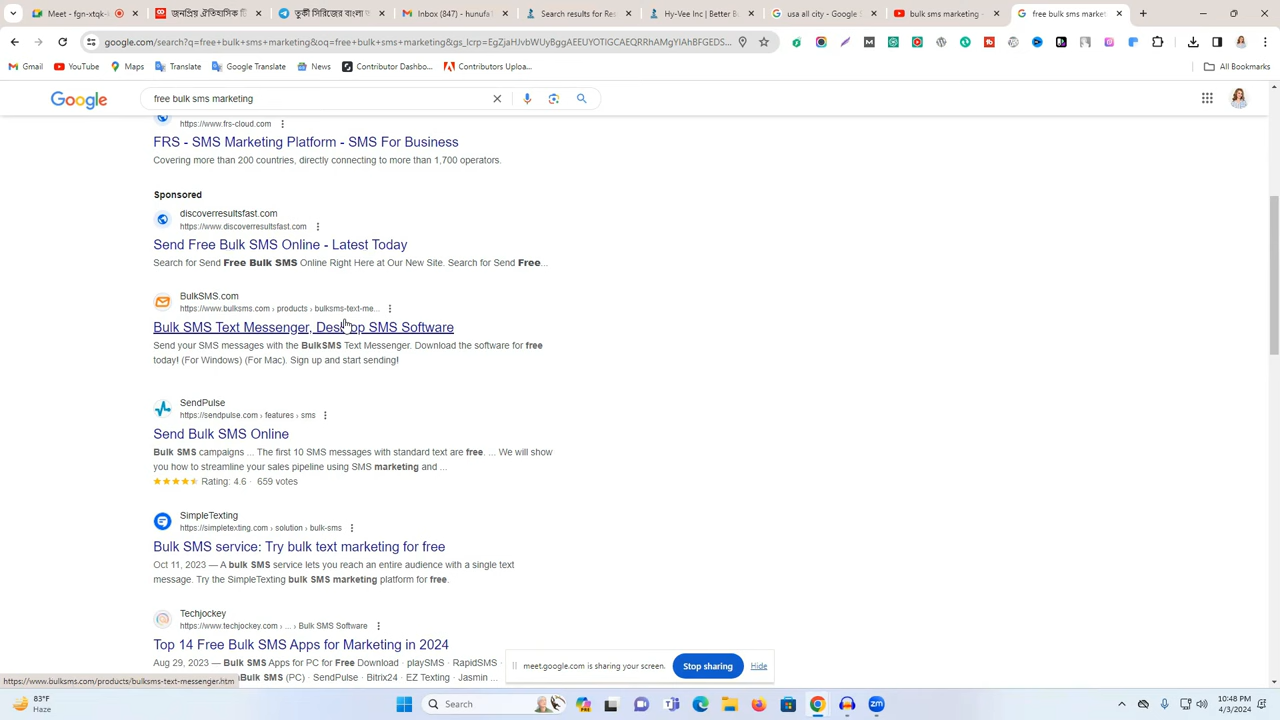 Meet
জনপ্রিয় ঐতিহাসিক টি
Inbox (847) - hunufa
Search results for Res
Hy-Vee Inc | Better B
usa all city - Google S
bulk sms marketing -
free bulk sms market
google.com/search?q=free+bulk+sms+marketing&oq=free+bulk+sms+marketing&gs_lcrp=EgZjaHJvbWUyBggAEEUYOTIGCAEQRRhAMgYIAhBFGEDS...
Gmail YouTube Maps Translate Google Translate News Contributor Dashbo... Contributors Uploa... All Bookmarks
Google free bulk sms marketing
https://www.frs-cloud.com
FRS - SMS Marketing Platform - SMS For Business
Covering more than 200 countries, directly connecting to more than 1,700 operators.
Sponsored
discoverresultsfast.com
https://www.discoverresultsfast.com
Send Free Bulk SMS Online - Latest Today
Search for Send Free Bulk SMS Online Right Here at Our New Site. Search for Send Free...
BulkSMS.com
https://www.bulksms.com › products › bulksms-text-me...
Bulk SMS Text Messenger, Desktop SMS Software
Send your SMS messages with the BulkSMS Text Messenger. Download the software for free
today! (For Windows) (For Mac). Sign up and start sending!
SendPulse
https://sendpulse.com › features › sms
Send Bulk SMS Online
Bulk SMS campaigns ... The first 10 SMS messages with standard text are free. ... We will show
you how to streamline your sales pipeline using SMS marketing and ...
Rating: 4.6 · 659 votes
SimpleTexting
https://simpletexting.com › solution › bulk-sms
Bulk SMS service: Try bulk text marketing for free
Oct 11, 2023 — A bulk SMS service lets you reach an entire audience with a single text
message. Try the SimpleTexting bulk SMS marketing platform for free.
Techjockey
https://www.techjockey.com › ... › Bulk SMS Software
Top 14 Free Bulk SMS Apps for Marketing in 2024
Aug 29, 2023 — Bulk SMS Apps for PC for Free Download · playSMS · RapidSMS ·
(PC) · SendPulse · Bitrix24 · EZ Texting · Jasmin ...
meet.google.com is sharing your screen. Stop sharing Hide
https://www.bulksms.com/products/bulksms-text-messenger.htm
83°F
Haze
Search
10:48 PM
4/3/2024